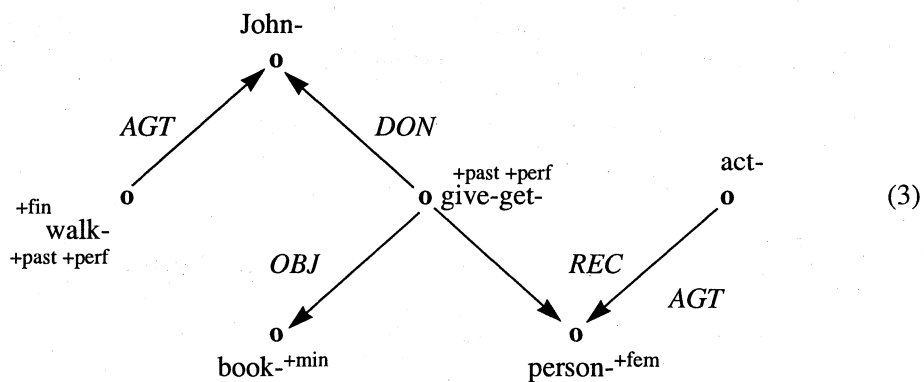 John-
o
AGT
DON
act-
+past +perf
o
o give-get-
o
(3)
+fin
walk-
+past +perf
OBJ
REC
AGT
o
o
book-+min
person-+fem